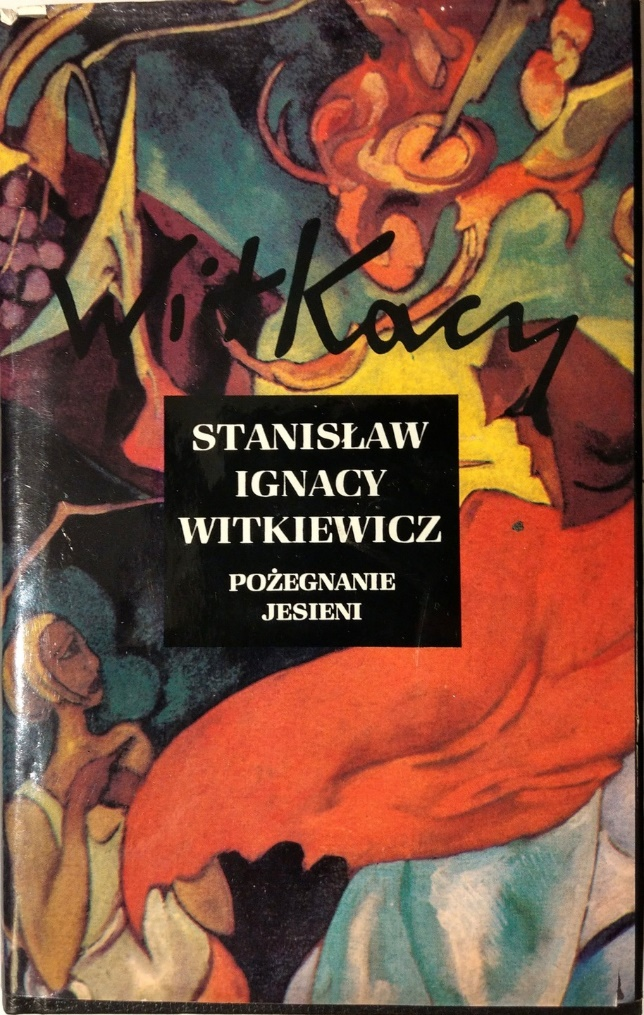 Witkacy
STANISŁAW
IGNACY
WITKIEWICZ
POŻEGNANIE
JESIENI